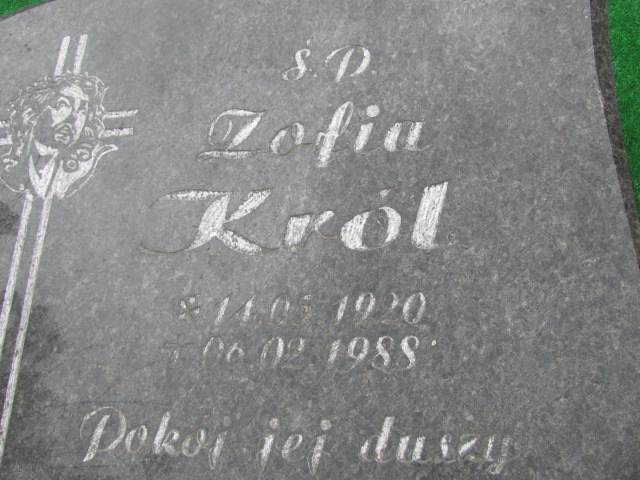 Ś.P.
Zofia
Król
* 14.05.1920
† 06.02.1988
Pokój jej duszy